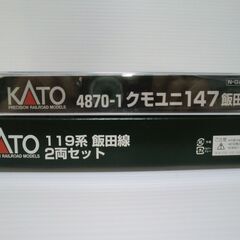 KATO
PRECISION RAILROAD MODELS
4870-1 クモユニ147 飯田
KATO
RAILROAD MODELS
119系 飯田線
2両セット